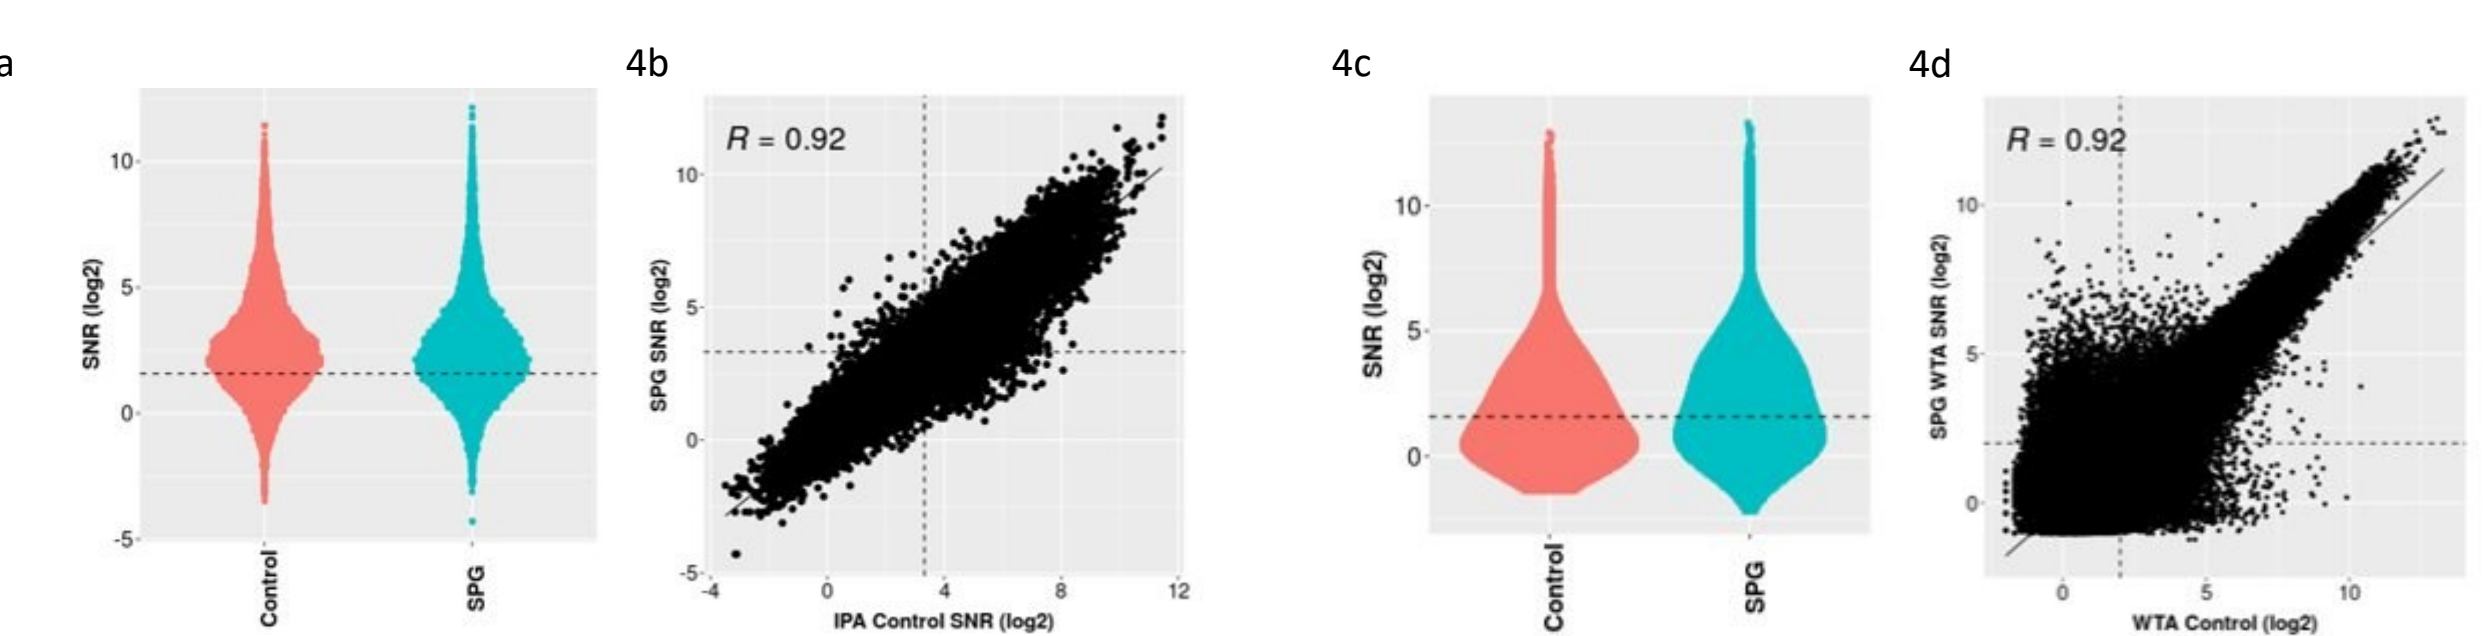 a
SNR (log2)
10
5
0
-5
Control
SPG
4b
R = 0.92
SPG SNR (log2)
10
5
0
-5
-4 0 4 8 12
IPA Control SNR (log2)
4c
SNR (log2)
10
5
0
Control
SPG
4d
R = 0.92
SPG WTA SNR (log2)
10
5
0
0 5 10
WTA Control (log2)